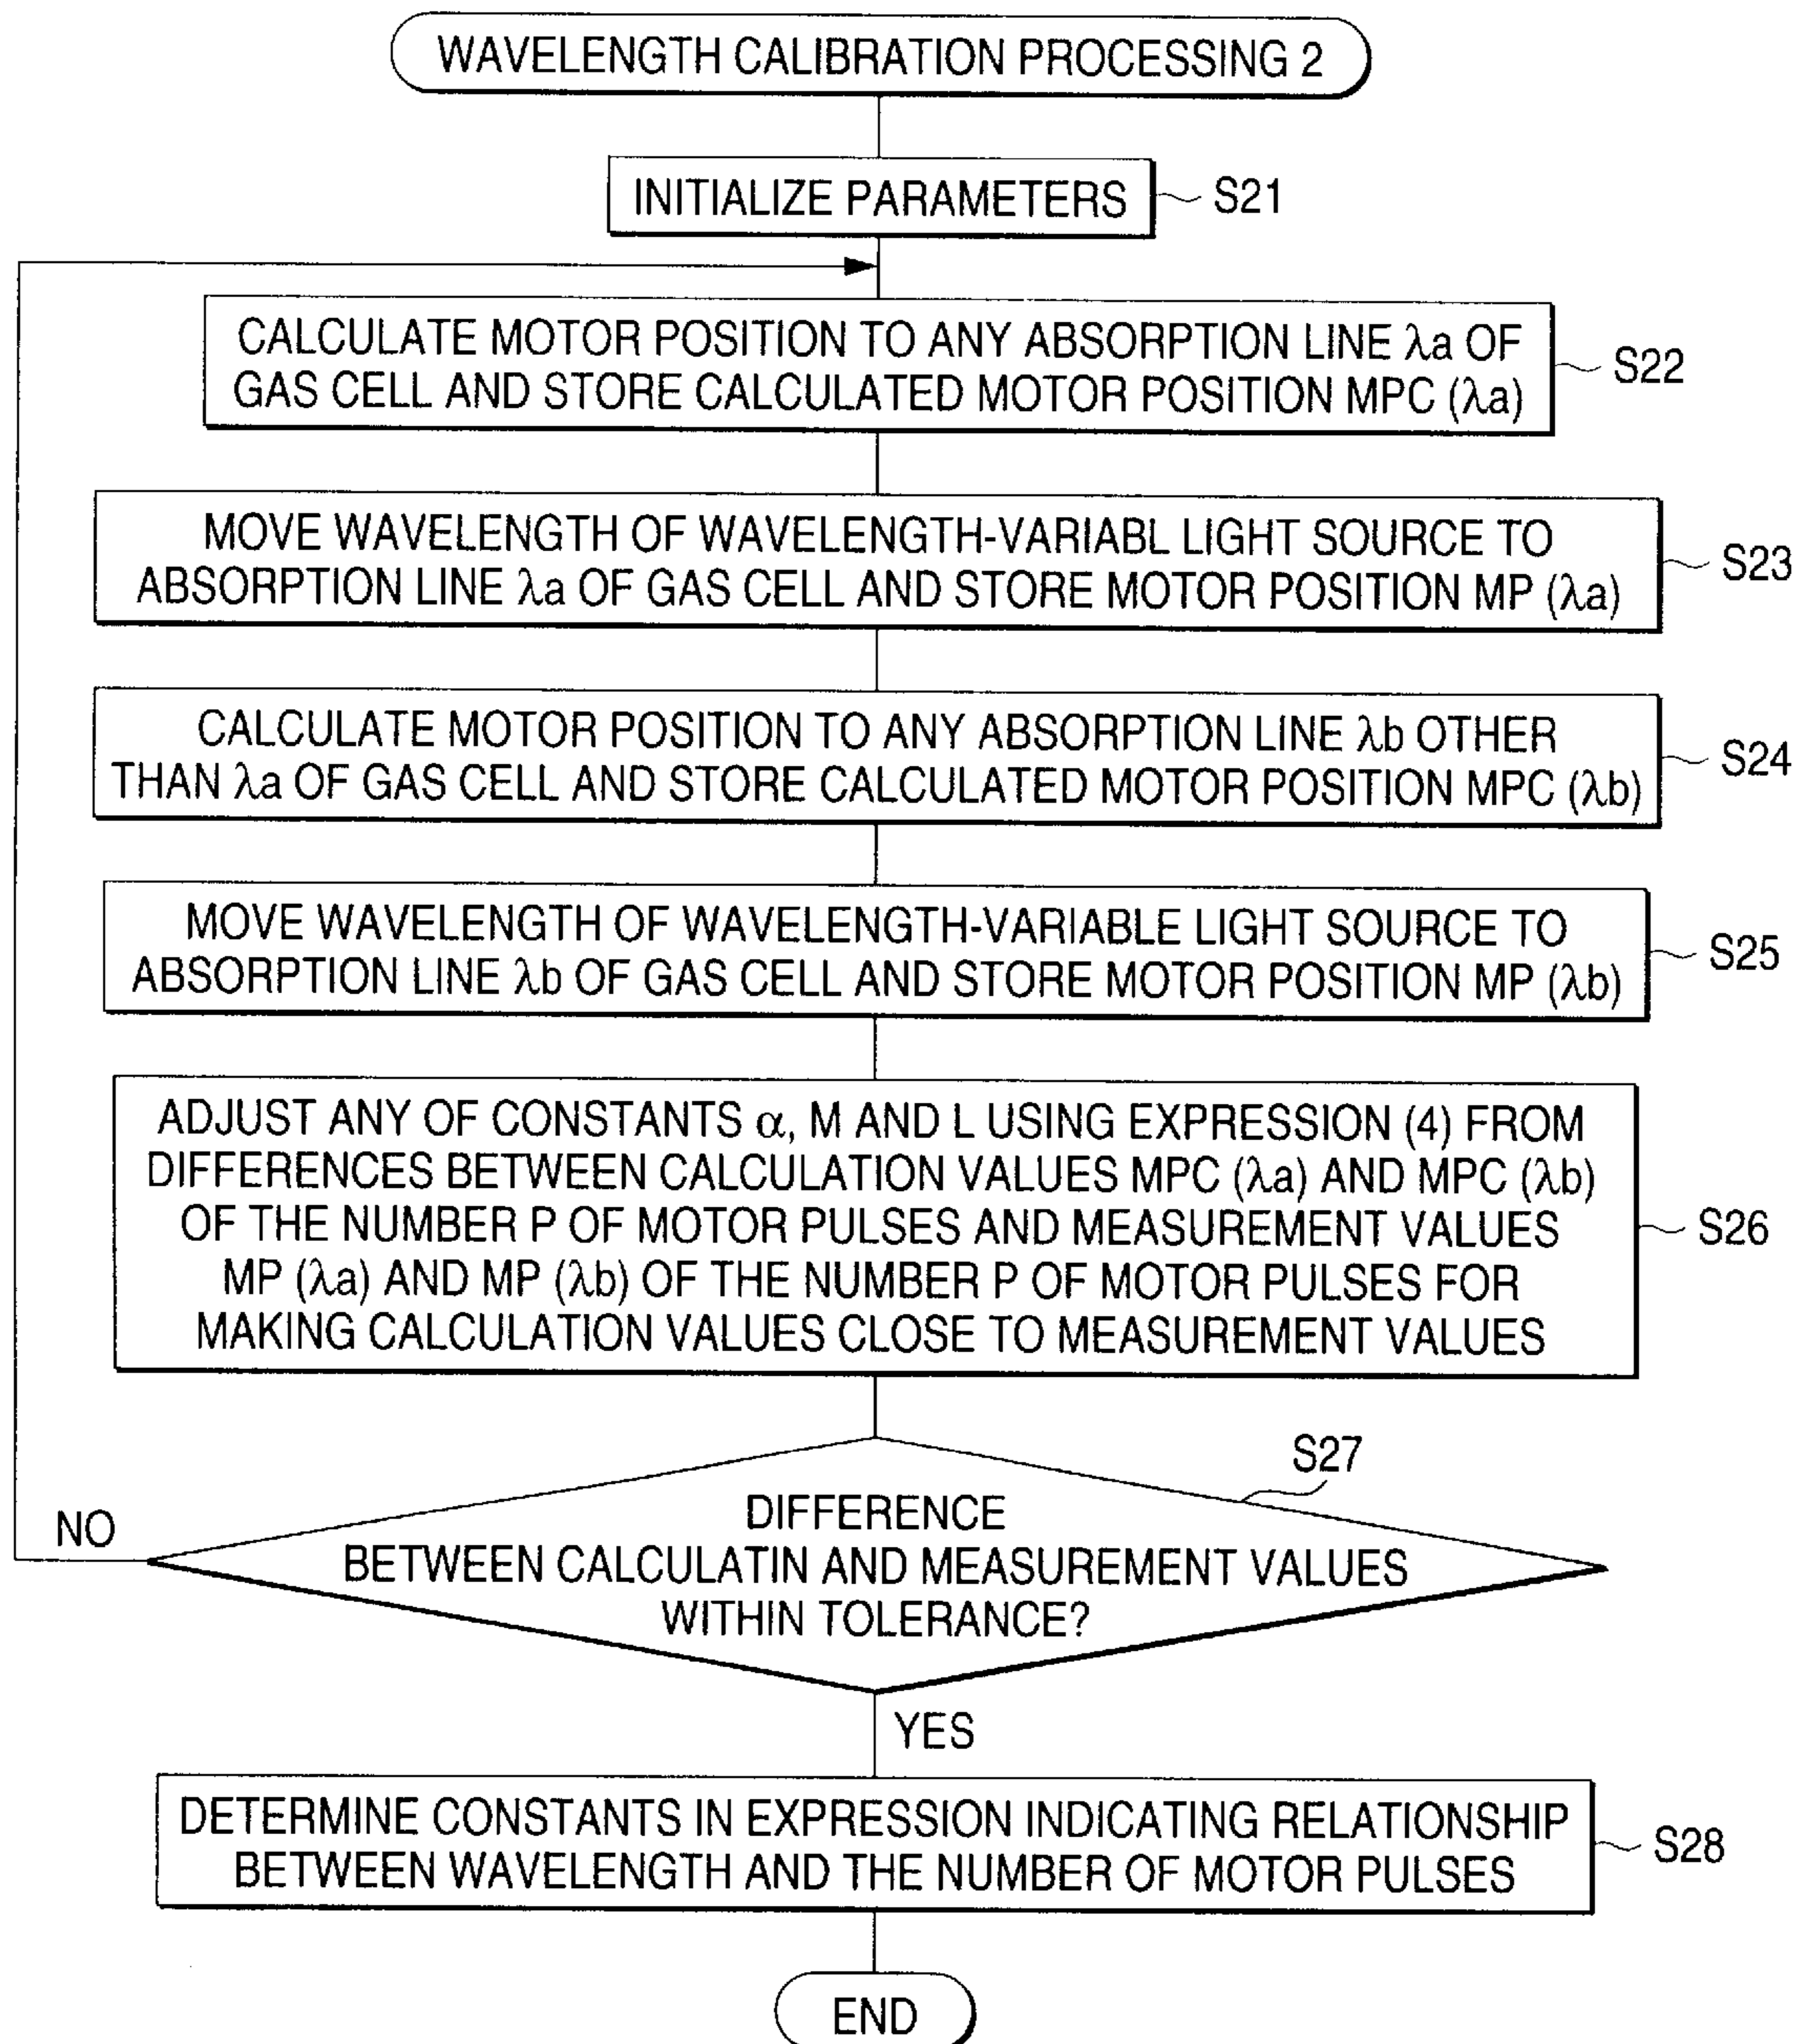 WAVELENGTH CALIBRATION PROCESSING 2
INITIALIZE PARAMETERS
S21
CALCULATE MOTOR POSITION TO ANY ABSORPTION LINE λa OF
GAS CELL AND STORE CALCULATED MOTOR POSITION MPC (λa)
S22
MOVE WAVELENGTH OF WAVELENGTH-VARIABL LIGHT SOURCE TO
ABSORPTION LINE λa OF GAS CELL AND STORE MOTOR POSITION MP (λa)
S23
CALCULATE MOTOR POSITION TO ANY ABSORPTION LINE λb OTHER
THAN λa OF GAS CELL AND STORE CALCULATED MOTOR POSITION MPC (λb)
S24
MOVE WAVELENGTH OF WAVELENGTH-VARIABLE LIGHT SOURCE TO
ABSORPTION LINE λb OF GAS CELL AND STORE MOTOR POSITION MP (λb)
S25
ADJUST ANY OF CONSTANTS α, M AND L USING EXPRESSION (4) FROM
DIFFERENCES BETWEEN CALCULATION VALUES MPC (λa) AND MPC (λb)
OF THE NUMBER P OF MOTOR PULSES AND MEASUREMENT VALUES
MP (λa) AND MP (λb) OF THE NUMBER P OF MOTOR PULSES FOR
MAKING CALCULATION VALUES CLOSE TO MEASUREMENT VALUES
S26
S27
DIFFERENCE
BETWEEN CALCULATIN AND MEASUREMENT VALUES
WITHIN TOLERANCE?
NO
YES
DETERMINE CONSTANTS IN EXPRESSION INDICATING RELATIONSHIP
BETWEEN WAVELENGTH AND THE NUMBER OF MOTOR PULSES
S28
END